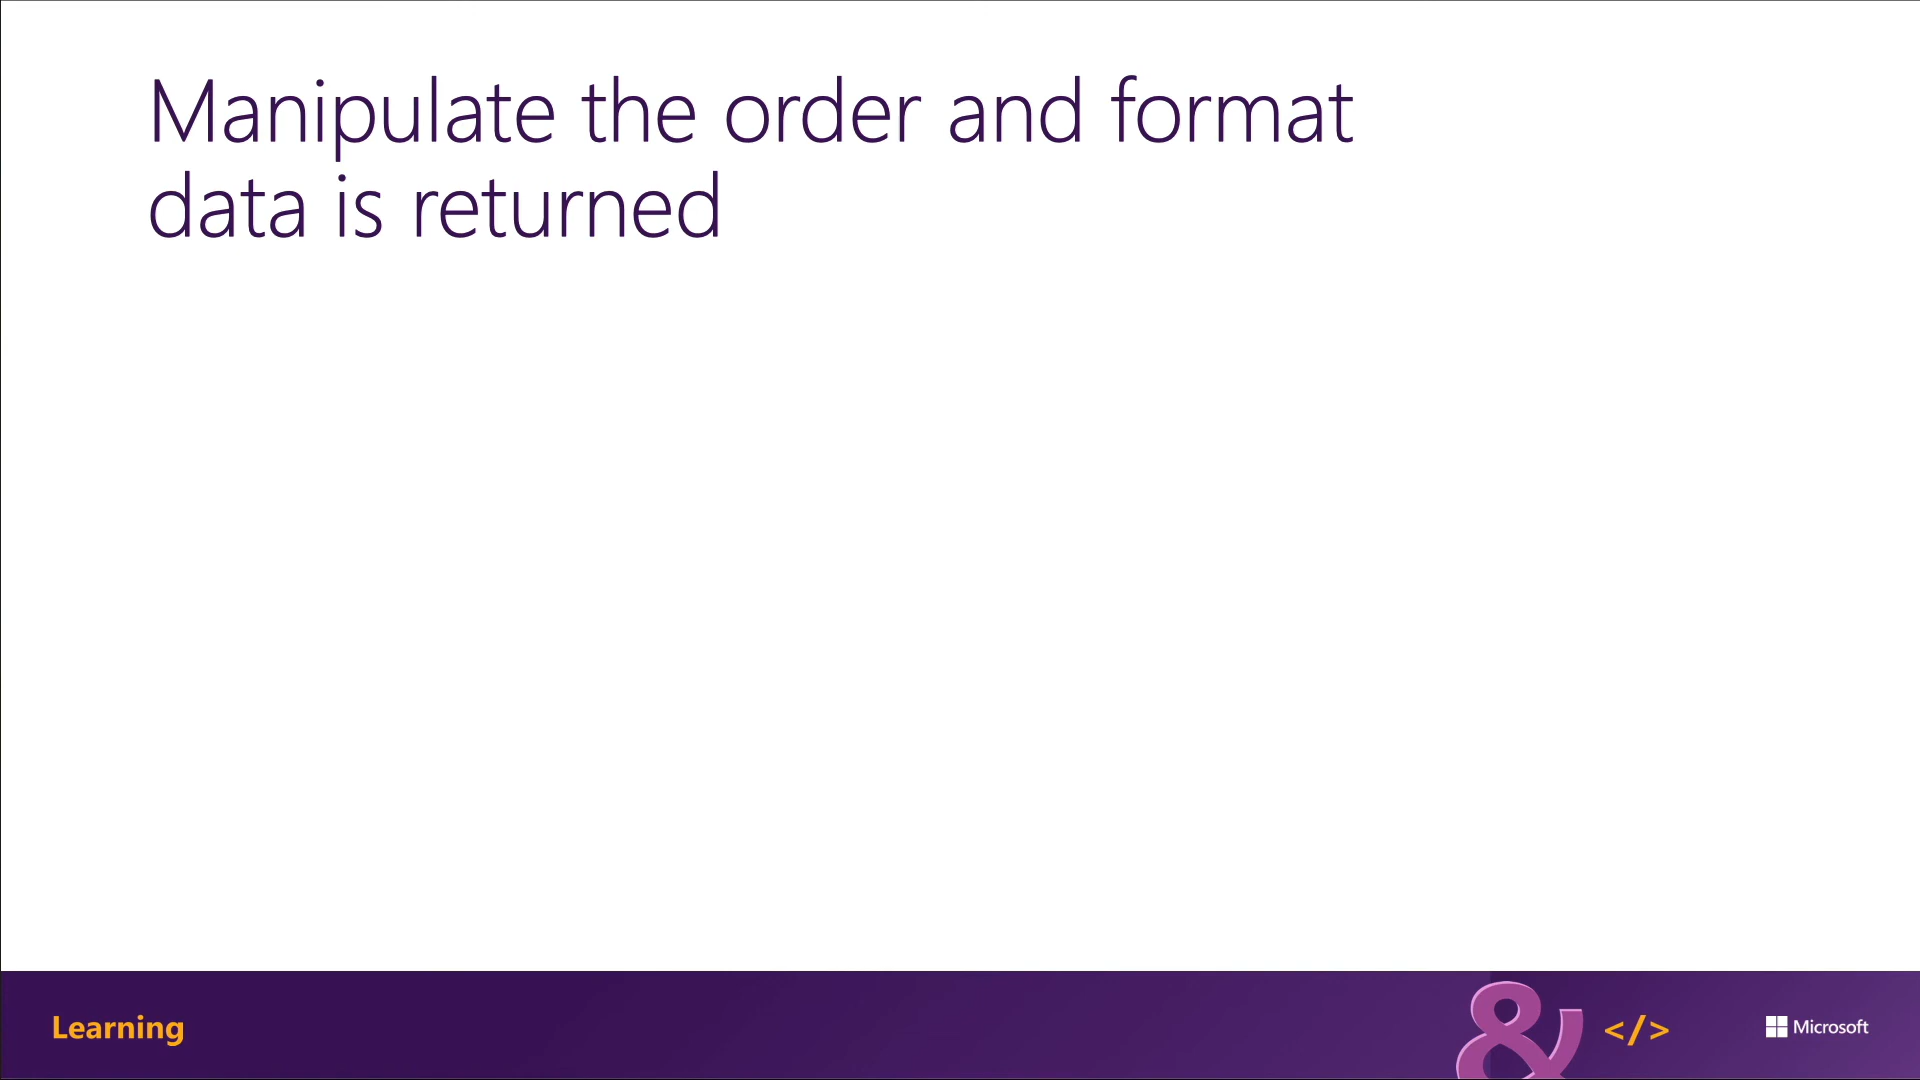 Manipulate the order and format
data is returned
Learning
& </>
Microsoft